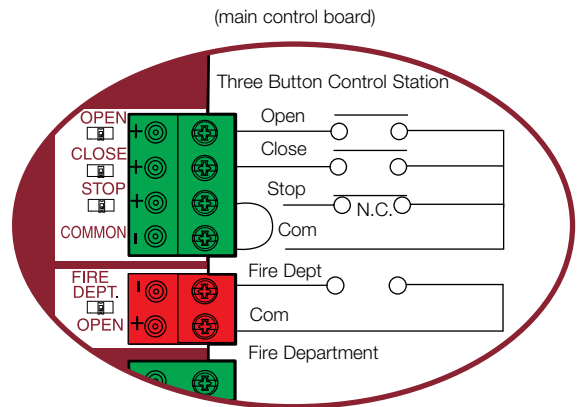 (main control board)
Three Button Control Station
OPEN + Open
CLOSE + Close
STOP + Stop
N.C.
COMMON - Com
FIRE DEPT. - Fire Dept
OPEN + Com
Fire Department